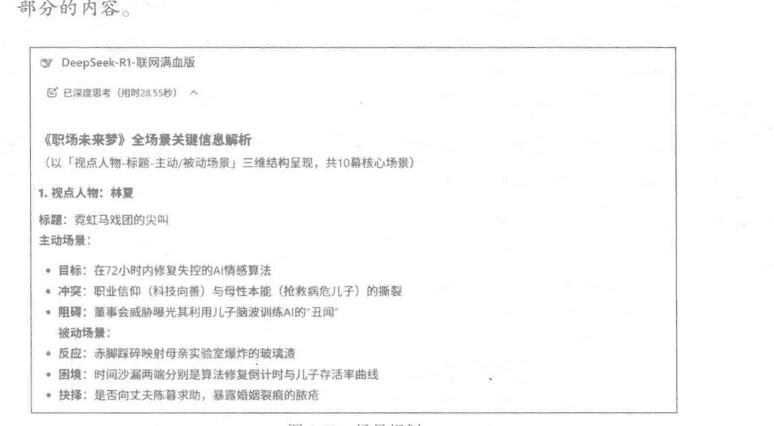 部分的内容。
DeepSeek-R1-联网满血版
已深度思考（用时28.55秒）
《职场未来梦》全场景关键信息解析
（以「视点人物-标题-主动/被动场景」三维结构呈现，共10幕核心场景）
1. 视点人物：林夏
标题：霓虹马戏团的尖叫
主动场景：
• 目标：在72小时内修复失控的AI情感算法
• 冲突：职业信仰（科技向善）与母性本能（抢救病危儿子）的撕裂
• 阻碍：董事会威胁曝光其利用儿子脑波训练AI的“丑闻”
被动场景：
• 反应：赤脚踩碎映射母亲实验室爆炸的玻璃渣
• 困境：时间沙漏两端分别是算法修复倒计时与儿子存活率曲线
• 抉择：是否向丈夫陈暮求助，暴露婚姻裂痕的脓疮